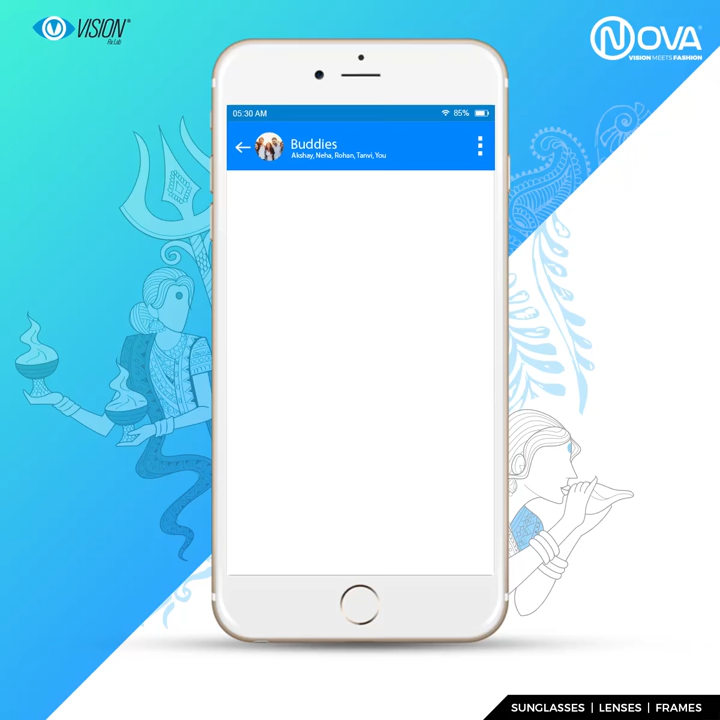 VISION®
Rx Lab
NOVA®
VISION MEETS FASHION
05:30 AM
85%
Buddies
Akshay, Neha, Rohan, Tanvi, You
SUNGLASSES | LENSES | FRAMES